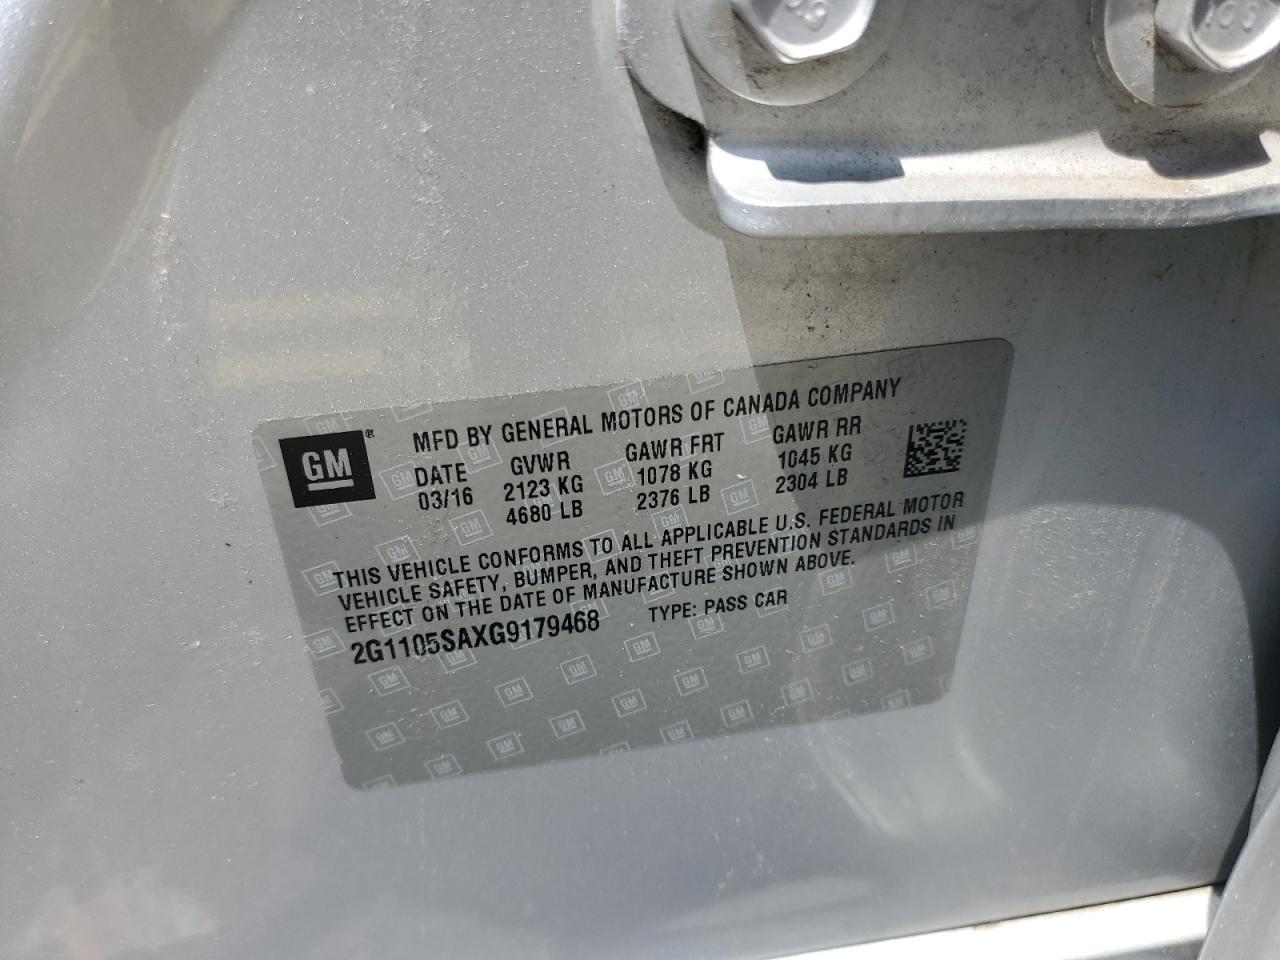 GM
MFD BY GENERAL MOTORS OF CANADA COMPANY
DATE GVWR GAWR FRT GAWR RR
03/16 2123 KG 1078 KG 1045 KG
4680 LB 2376 LB 2304 LB
THIS VEHICLE CONFORMS TO ALL APPLICABLE U.S. FEDERAL MOTOR
VEHICLE SAFETY, BUMPER, AND THEFT PREVENTION STANDARDS IN
EFFECT ON THE DATE OF MANUFACTURE SHOWN ABOVE.
2G1105SAXG9179468 TYPE: PASS CAR